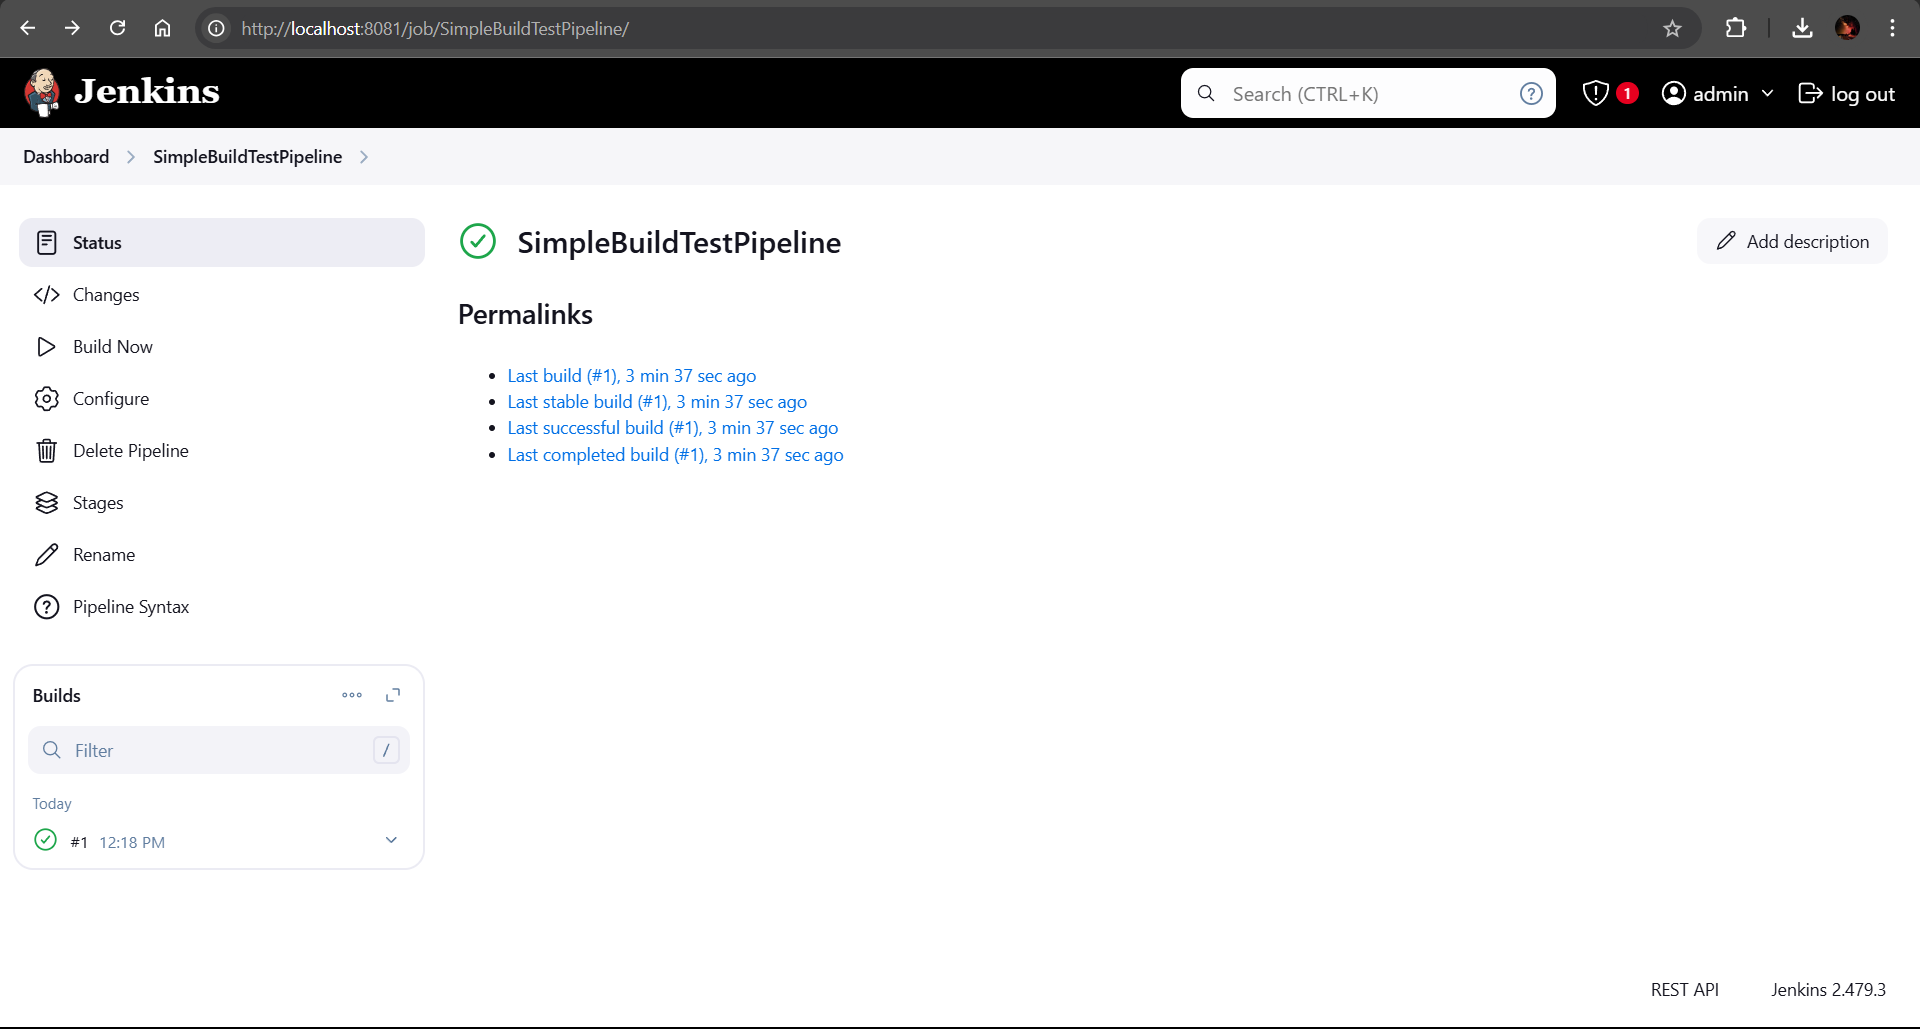 http://localhost:8081/job/SimpleBuildTestPipeline/
Jenkins
Search (CTRL+K)
?
1
admin
log out
Dashboard
SimpleBuildTestPipeline
Status
Changes
Build Now
Configure
Delete Pipeline
Stages
Rename
?
Pipeline Syntax
Builds
Filter
/
Today
#1 12:18 PM
SimpleBuildTestPipeline
Add description
Permalinks
Last build (#1), 3 min 37 sec ago
Last stable build (#1), 3 min 37 sec ago
Last successful build (#1), 3 min 37 sec ago
Last completed build (#1), 3 min 37 sec ago
REST API
Jenkins 2.479.3